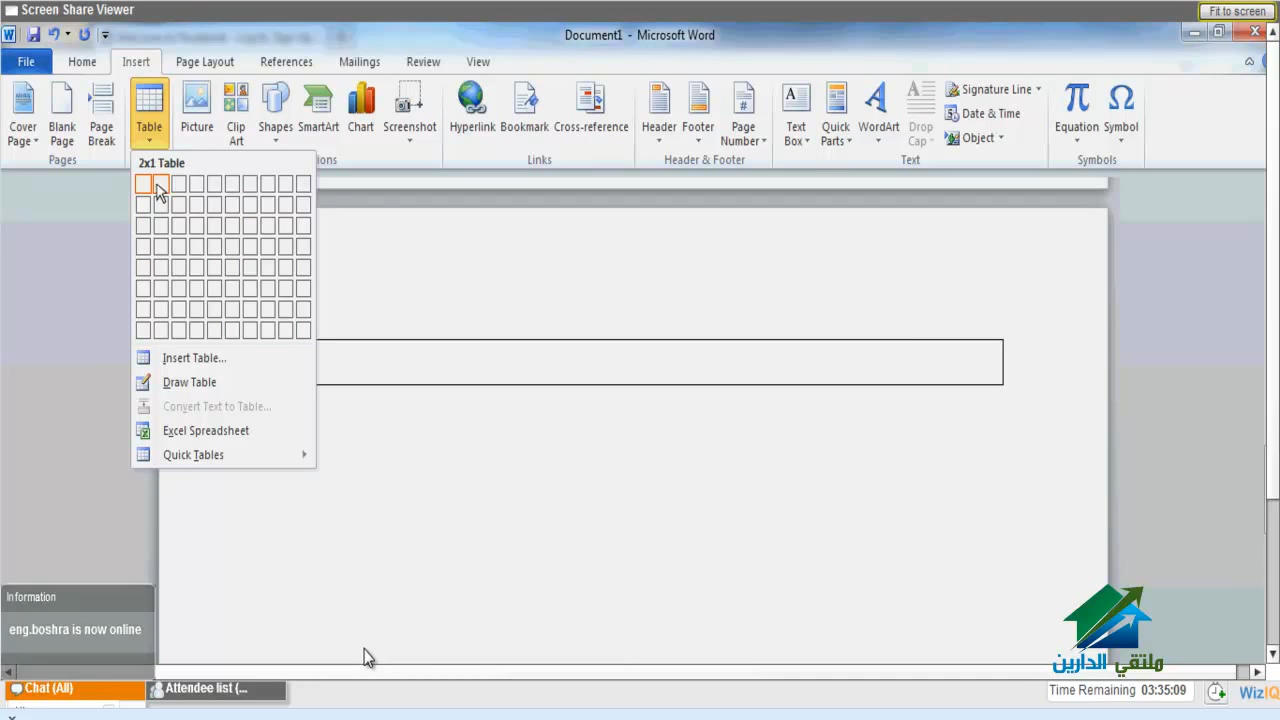 Screen Share Viewer
Fit to screen
Document1 - Microsoft Word
File Home Insert Page Layout References Mailings Review View
Cover Page
Blank Page
Page Break
Table
Picture
Clip Art
Shapes
SmartArt
Chart
Screenshot
Hyperlink
Bookmark
Cross-reference
Header
Footer
Page Number
Text Box
Quick Parts
WordArt
Drop Cap
Signature Line
Date & Time
Object
Equation
Symbol
Pages
Links
Header & Footer
Text
Symbols
2x1 Table
Insert Table...
Draw Table
Convert Text to Table...
Excel Spreadsheet
Quick Tables
Information
eng.boshra is now online
ملتقي الدارين
Chat (All)
Attendee list (...
Time Remaining 03:35:09
WizIQ